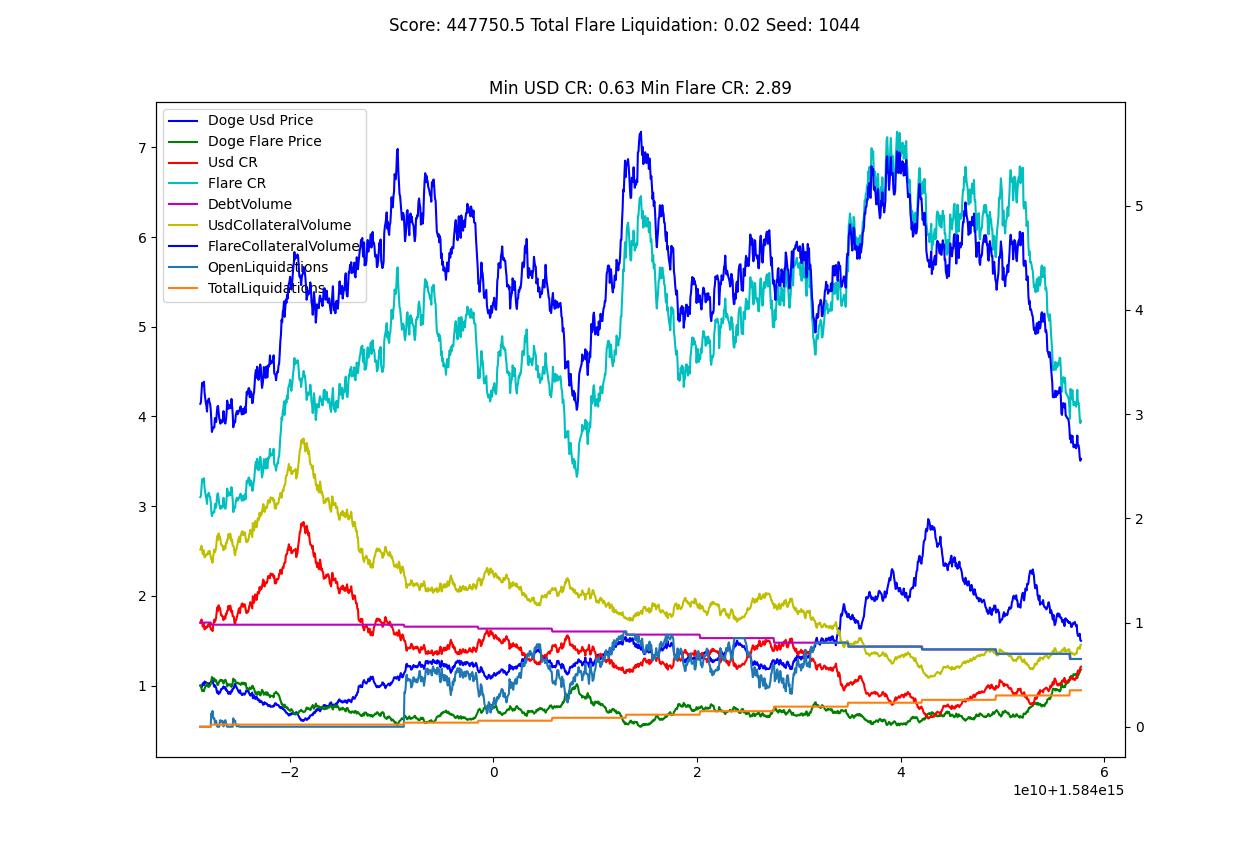 Score: 447750.5 Total Flare Liquidation: 0.02 Seed: 1044
Min USD CR: 0.63 Min Flare CR: 2.89
Doge Usd Price
Doge Flare Price
Usd CR
Flare CR
DebtVolume
UsdCollateralVolume
FlareCollateralVolume
OpenLiquidations
TotalLiquidations
7
6
5
4
3
2
1
5
4
3
2
1
0
−2
0
2
4
6
1e10+1.584e15